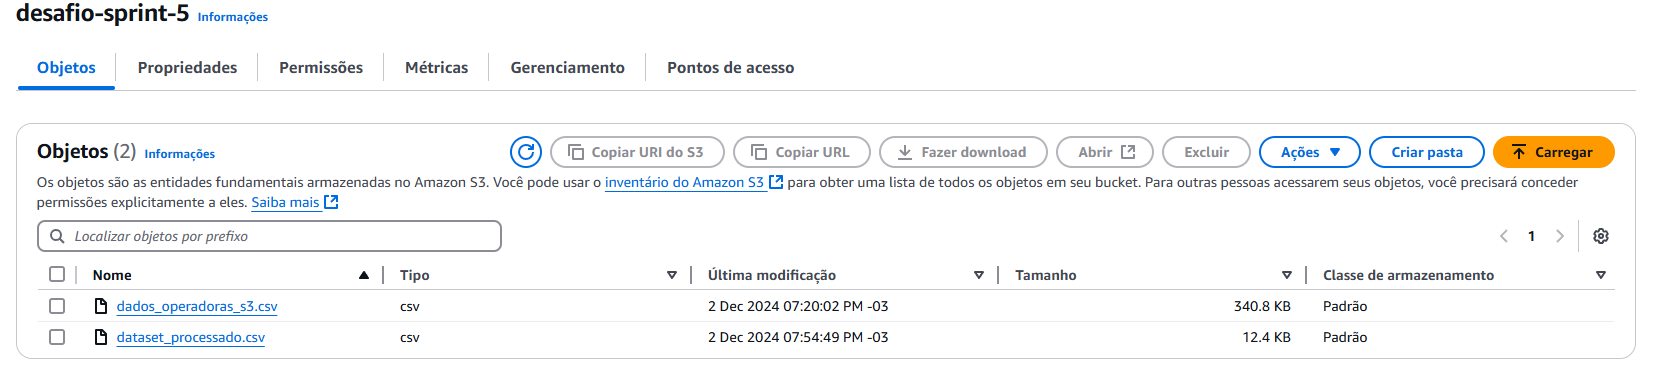 desafio-sprint-5 Informações
Objetos Propriedades Permissões Métricas Gerenciamento Pontos de acesso
Objetos (2) Informações Copiar URI do S3 Copiar URL Fazer download Abrir Excluir Ações Criar pasta Carregar
Os objetos são as entidades fundamentais armazenadas no Amazon S3. Você pode usar o inventário do Amazon S3 para obter uma lista de todos os objetos em seu bucket. Para outras pessoas acessarem seus objetos, você precisará conceder
permissões explicitamente a eles. Saiba mais
Localizar objetos por prefixo 1
Nome Tipo Última modificação Tamanho Classe de armazenamento
dados_operadoras_s3.csv csv 2 Dec 2024 07:20:02 PM -03 340.8 KB Padrão
dataset_processado.csv csv 2 Dec 2024 07:54:49 PM -03 12.4 KB Padrão